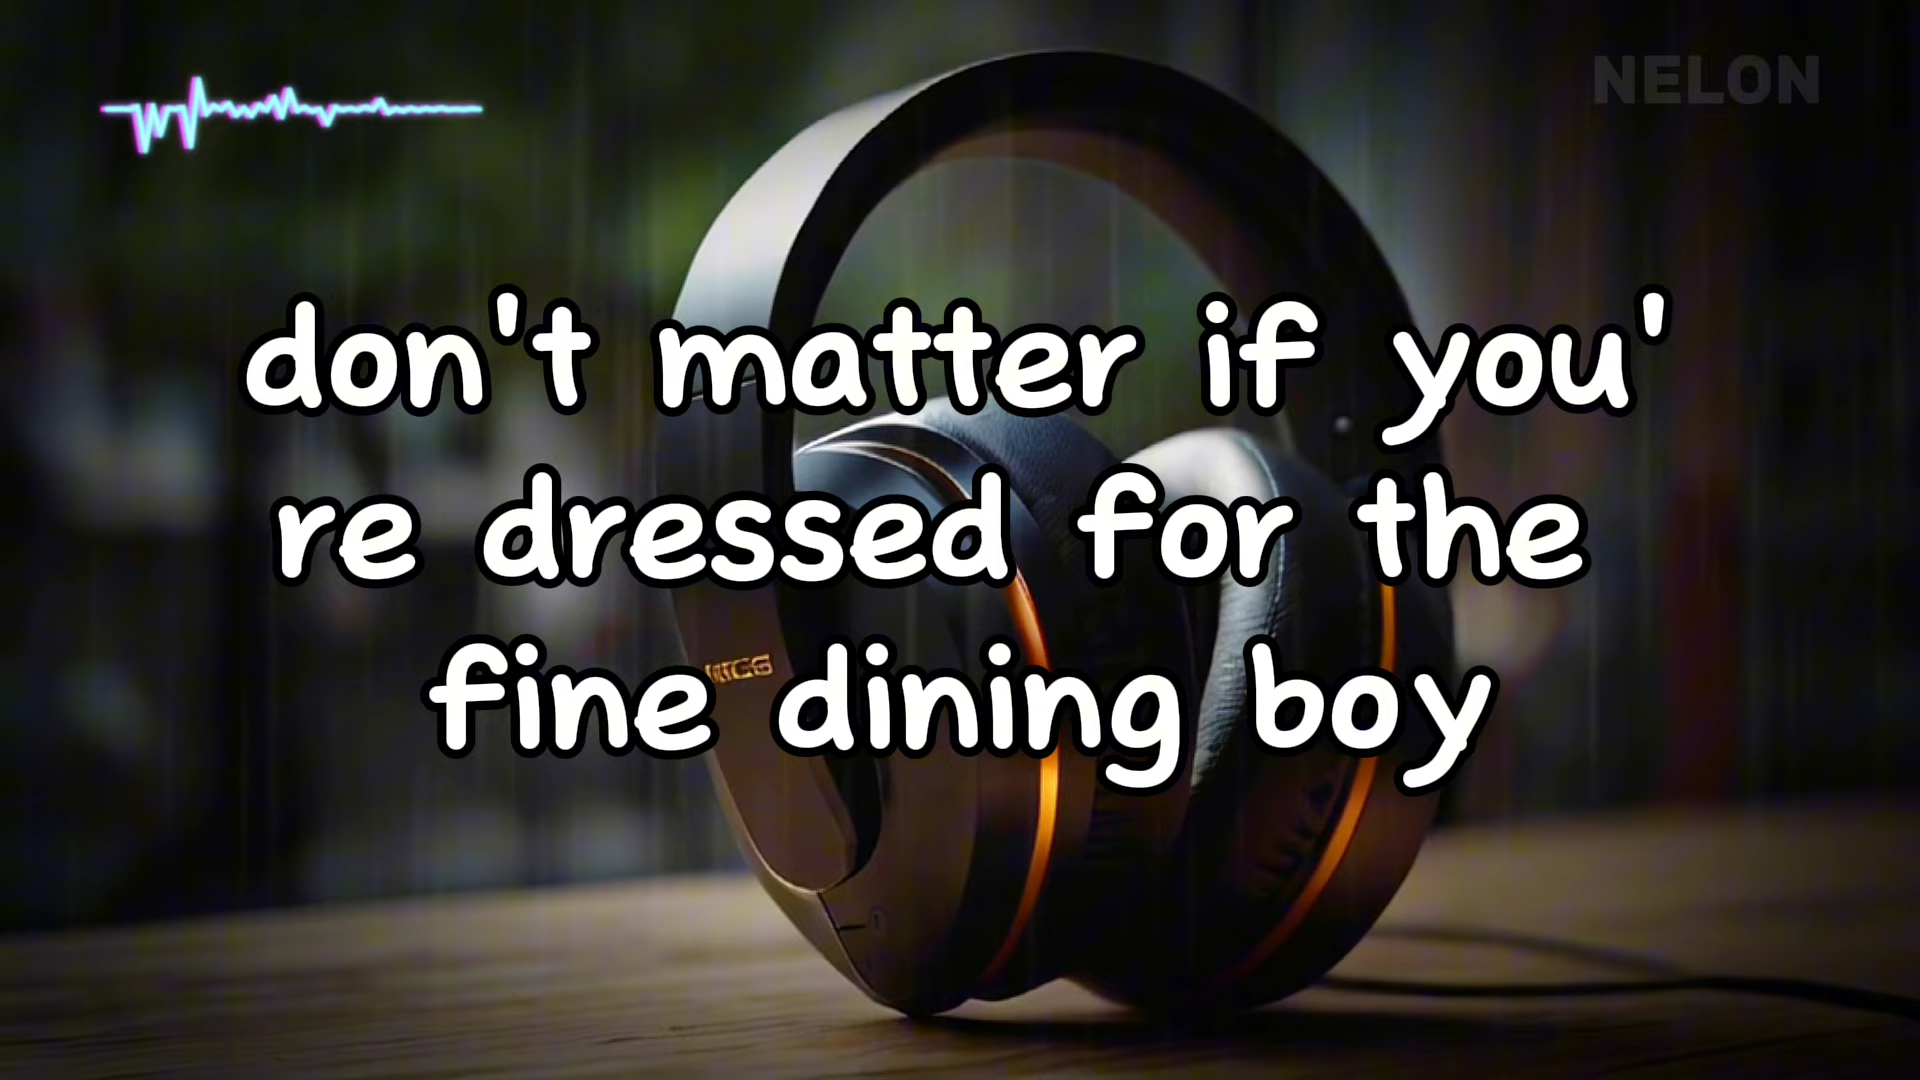 NELON
don't matter if you'
re dressed for the
fine dining boy